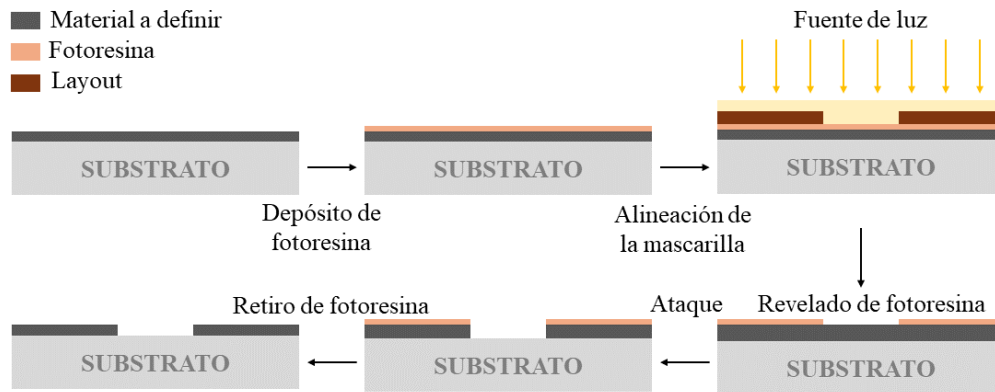 Material a definir
Fotoresina
Layout
Fuente de luz
SUBSTRATO
SUBSTRATO
SUBSTRATO
Depósito de
fotoresina
Alineación de
la mascarilla
Retiro de fotoresina
Ataque
Revelado de fotoresina
SUBSTRATO
SUBSTRATO
SUBSTRATO